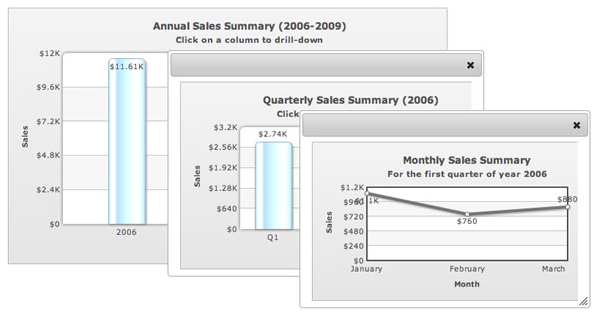 Annual Sales Summary (2006-2009)
Click on a column to drill-down
$12K
$9.6K
$7.2K
$4.8K
$2.4K
$0
Sales
$11.61K
2006
Quarterly Sales Summary (2006)
Click
$3.2K
$2.56K
$1.92K
$1.28K
$640
$0
Sales
$2.74K
Q1
Monthly Sales Summary
For the first quarter of year 2006
$1.2K
$960
$720
$480
$240
$0
Sales
$1.1K
$760
$880
January
February
March
Month